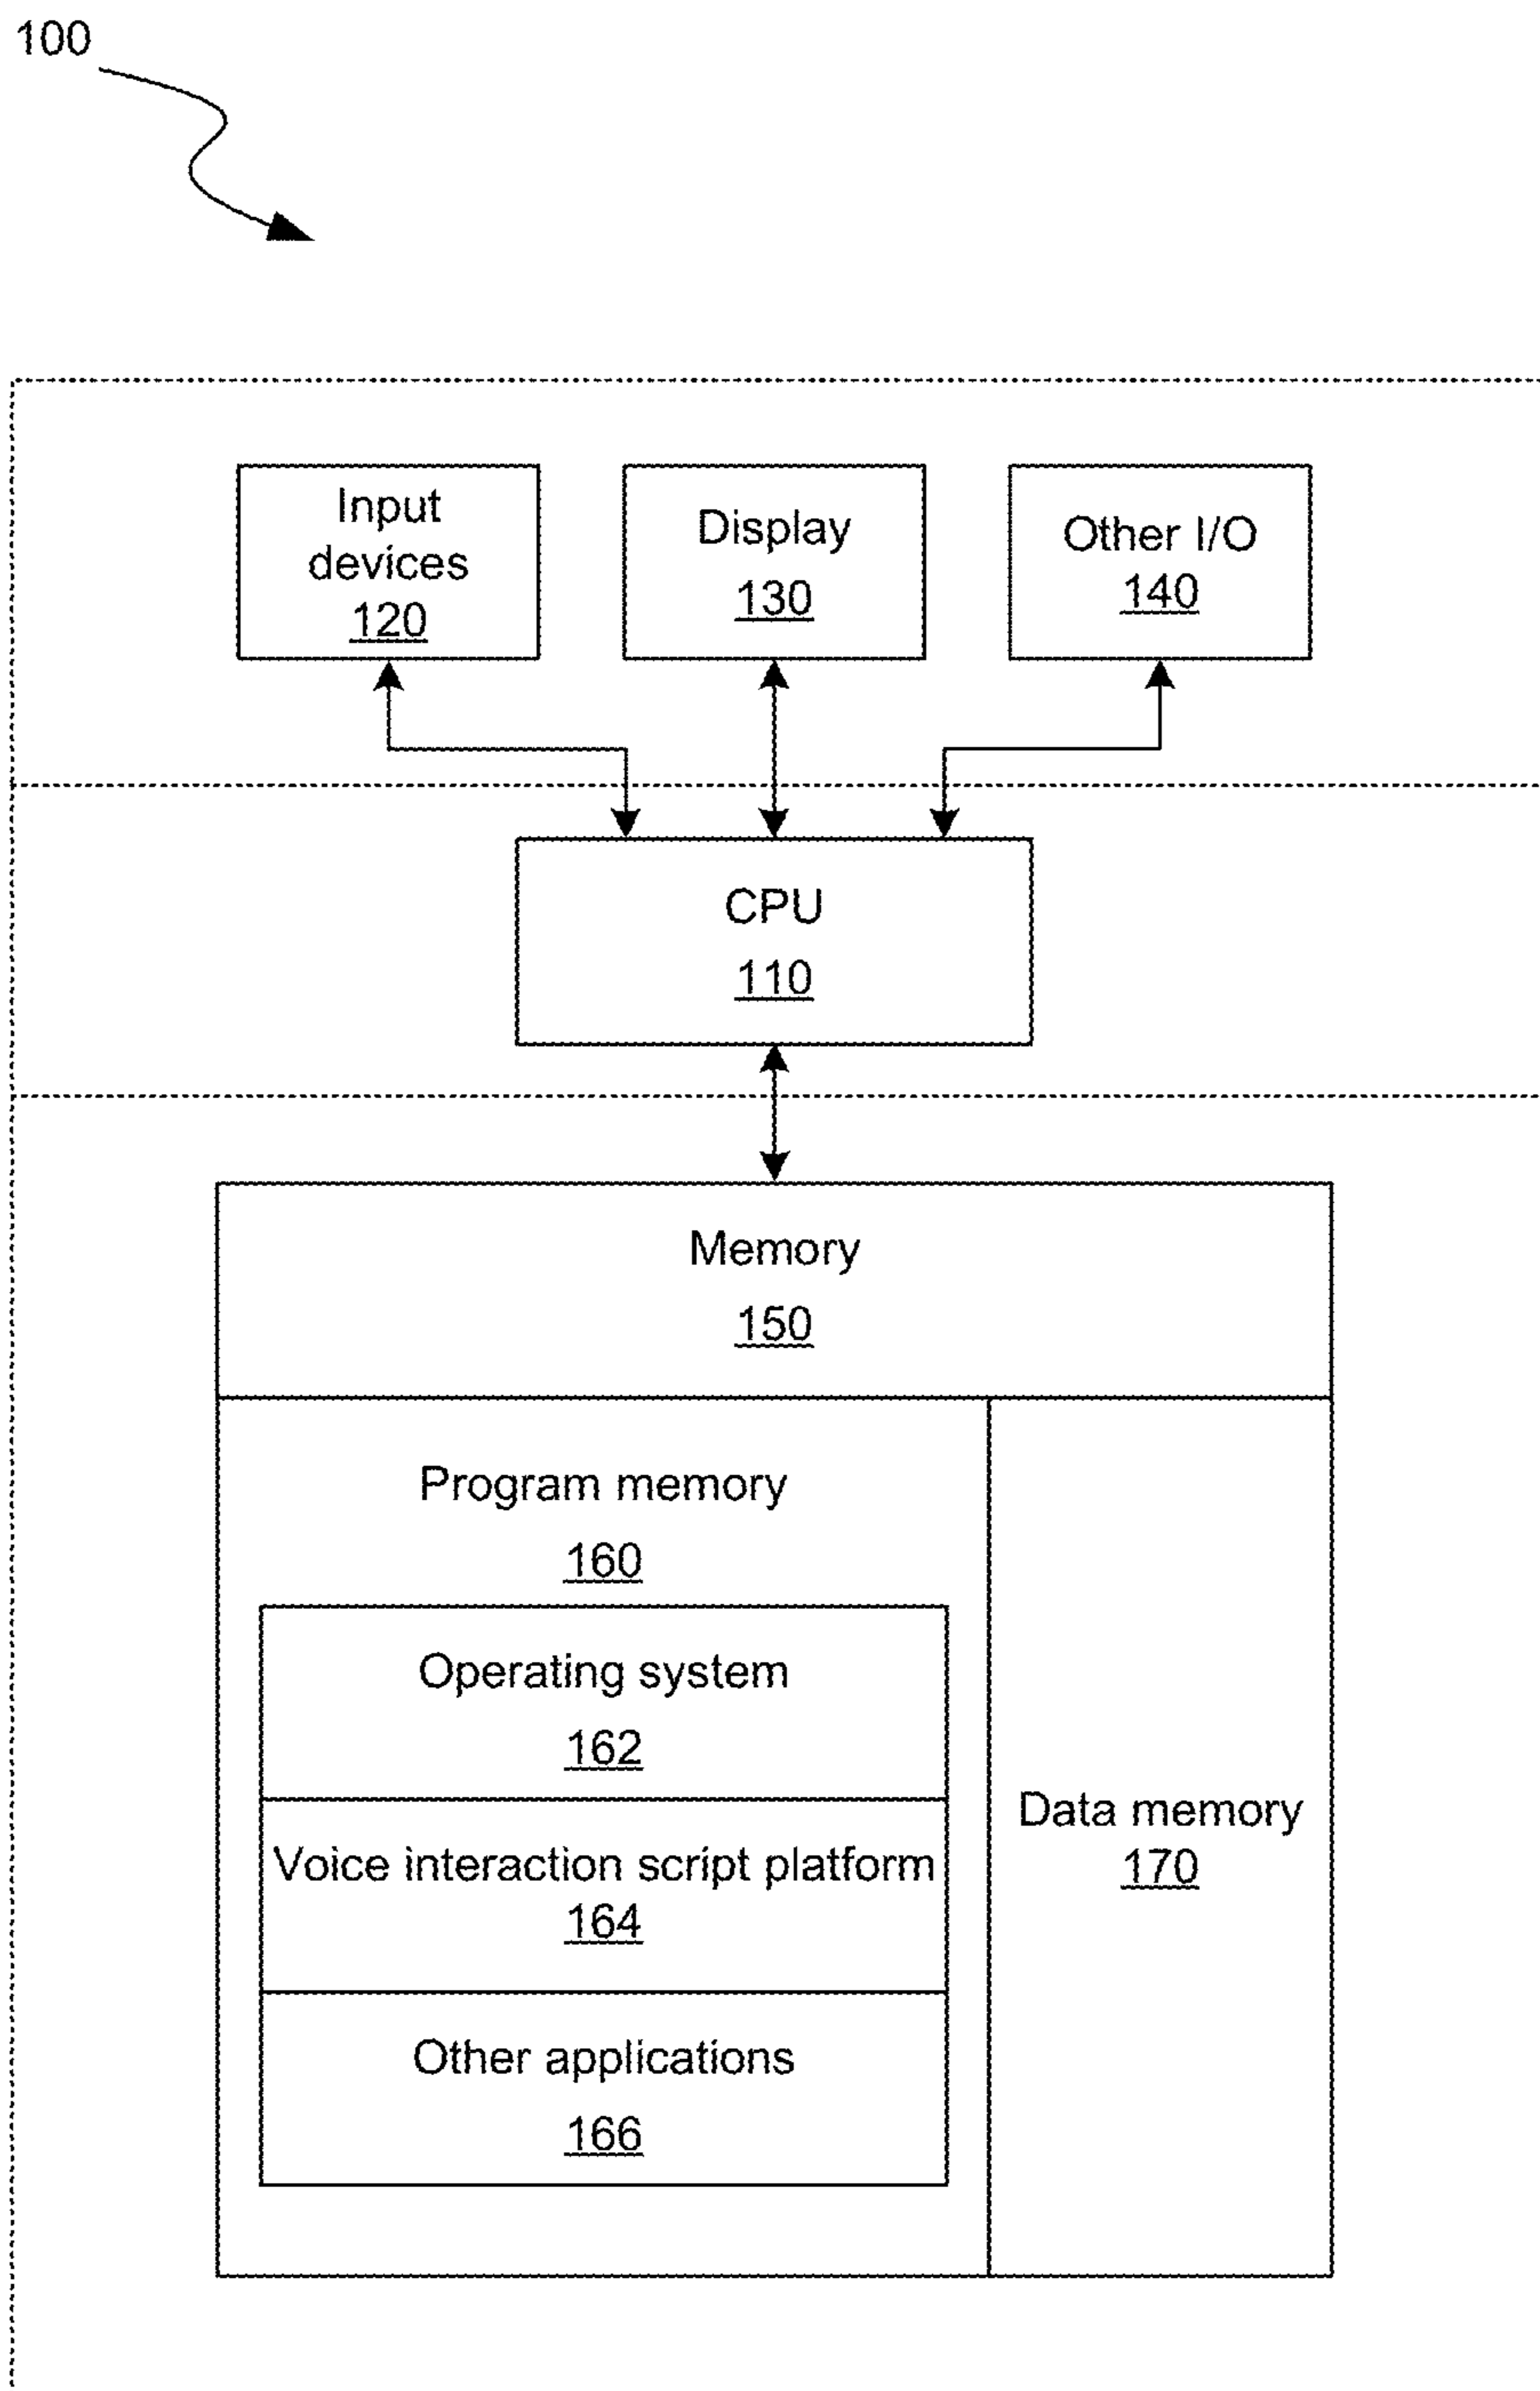 100
Input
devices
120
Display
130
Other I/O
140
CPU
110
Memory
150
Program memory
160
Operating system
162
Voice interaction script platform
164
Other applications
166
Data memory
170